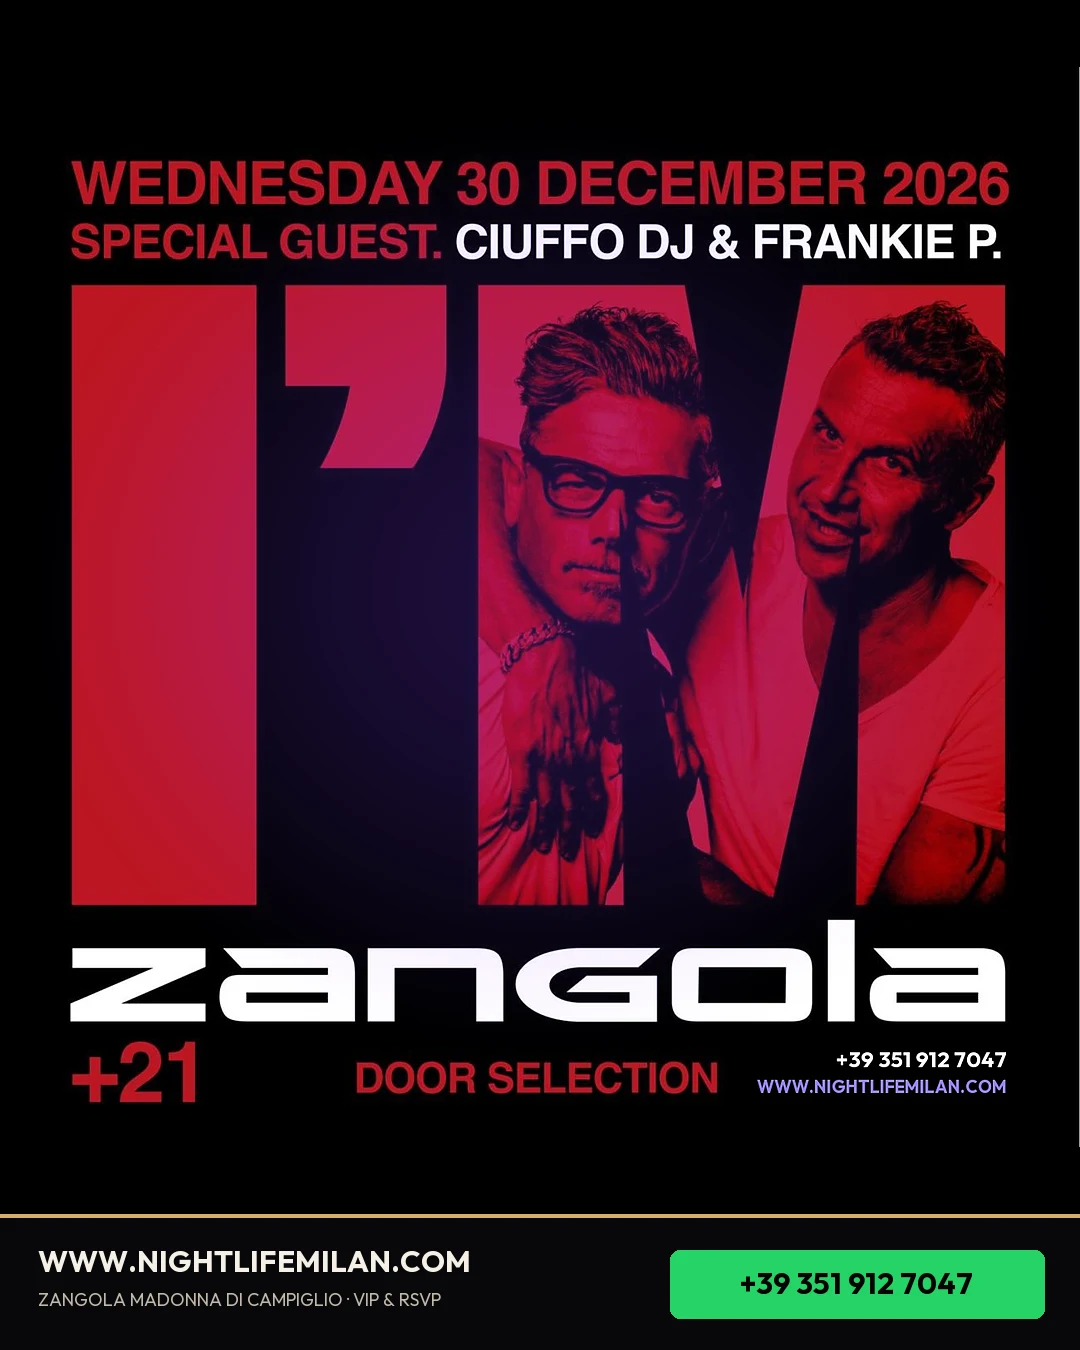 WEDNESDAY 30 DECEMBER 2026
SPECIAL GUEST. CIUFFO DJ & FRANKIE P.
I'M
zangola
+21
DOOR SELECTION
+39 351 912 7047
WWW.NIGHTLIFEMILAN.COM
WWW.NIGHTLIFEMILAN.COM
ZANGOLA MADONNA DI CAMPIGLIO · VIP & RSVP
+39 351 912 7047